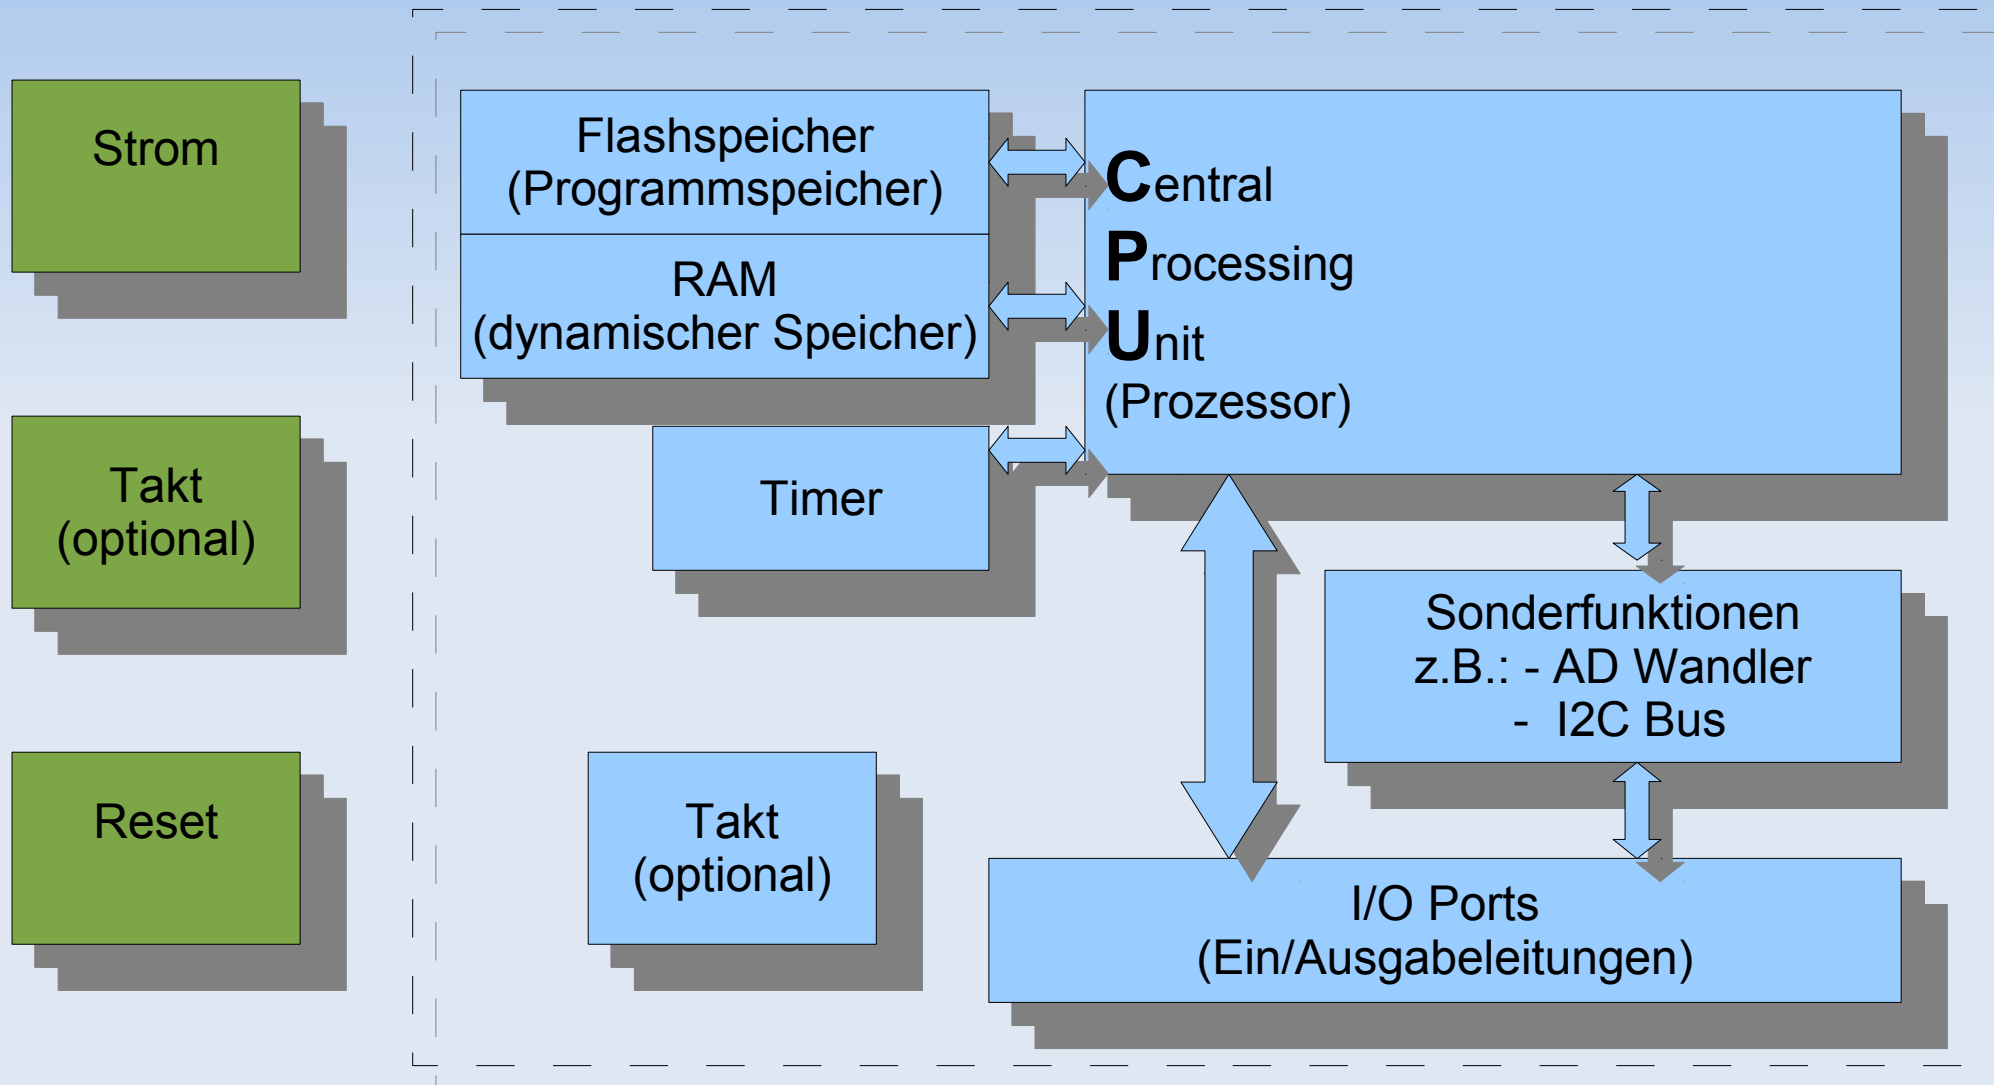 Strom
Takt
(optional)
Reset
Flashspeicher
(Programmspeicher)
RAM
(dynamischer Speicher)
Timer
Takt
(optional)
Central
Processing
Unit
(Prozessor)
Sonderfunktionen
z.B.: - AD Wandler
- I2C Bus
I/O Ports
(Ein/Ausgabeleitungen)